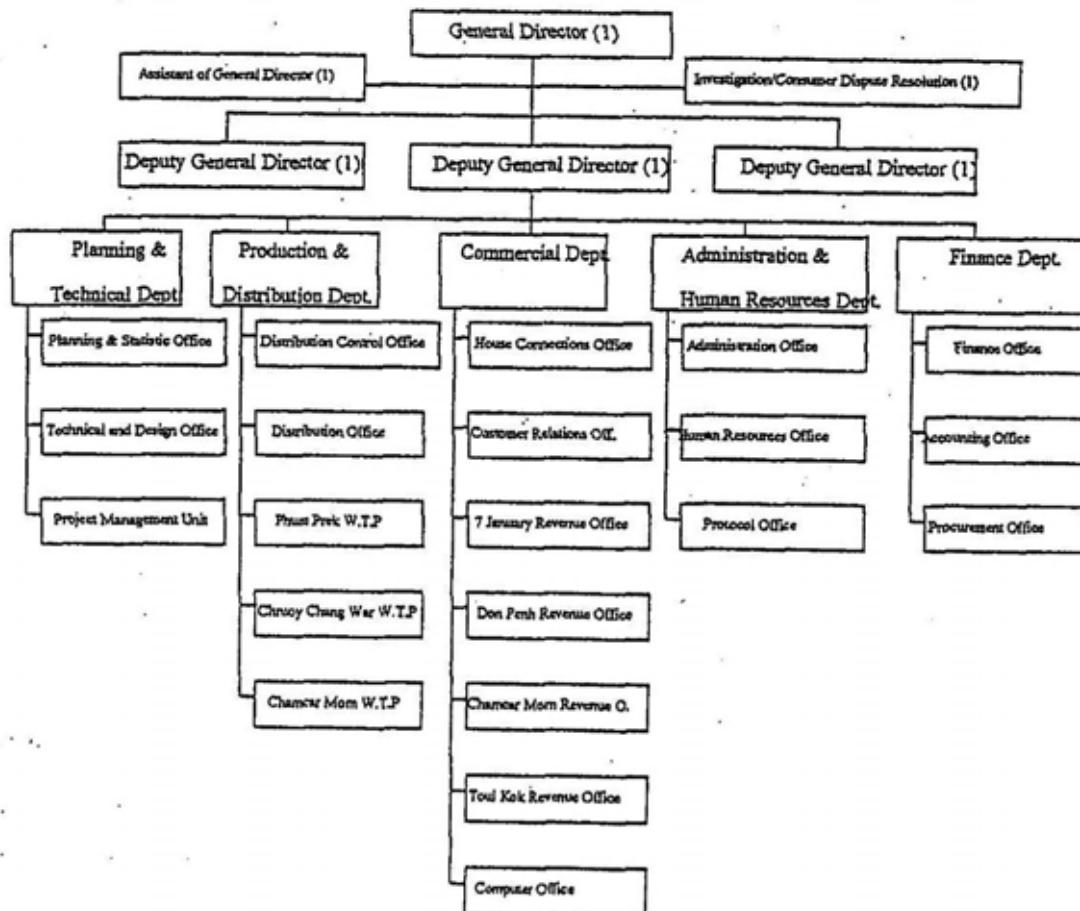 General Director (1)
Assistant of General Director (1)
Investigation/Consumer Dispute Resolution (1)
Deputy General Director (1)
Deputy General Director (1)
Deputy General Director (1)
Planning &
Technical Dept.
Production &
Distribution Dept.
Commercial Dept.
Administration &
Human Resources Dept.
Finance Dept.
Planning & Statistic Office
Technical and Design Office
Project Management Unit
Distribution Control Office
Distribution Office
Phum Prek W.T.P
Chruoy Chang War W.T.P
Chamcar Morn W.T.P
House Connections Office
Customer Relations Off.
7 January Revenue Office
Don Penh Revenue Office
Chamcar Morn Revenue O.
Toul Kok Revenue Office
Computer Office
Administration Office
Human Resources Office
Protocol Office
Finance Office
Accounting Office
Procurement Office